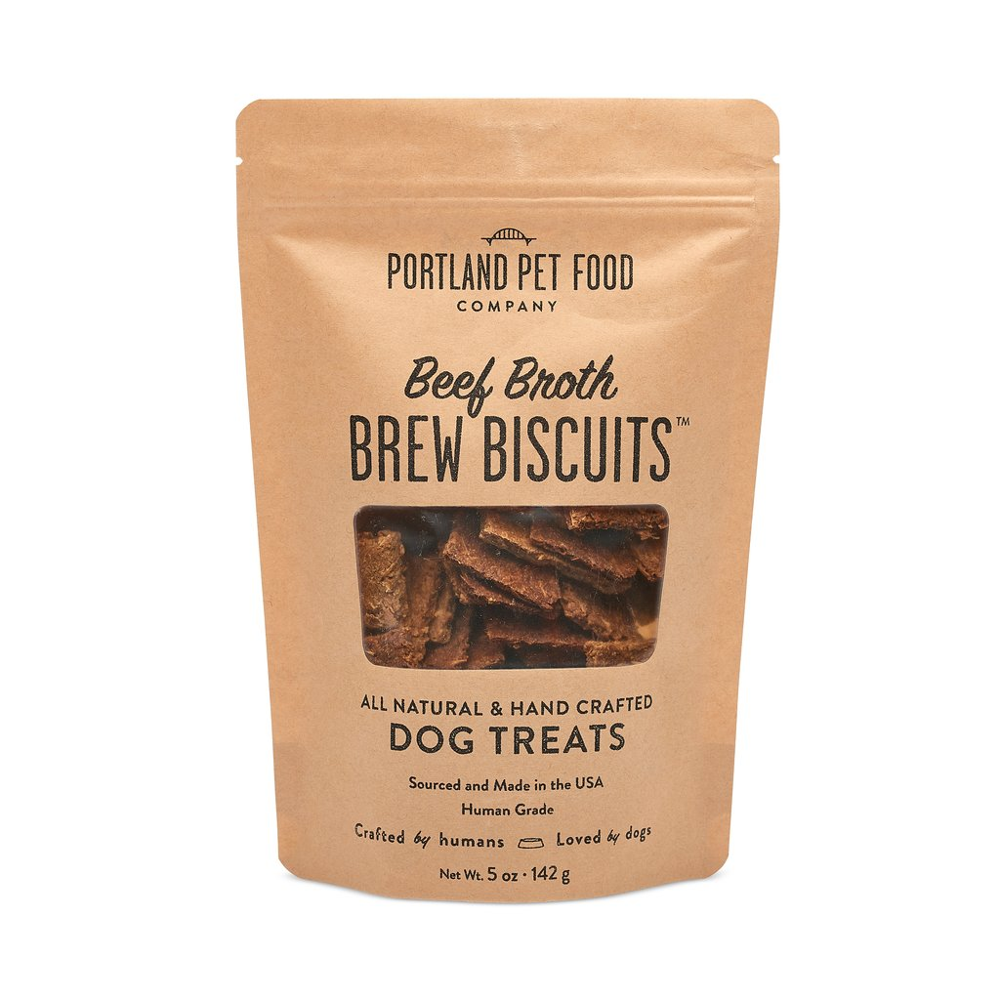 PORTLAND PET FOOD
COMPANY
Beef Broth
BREW BISCUITS™
ALL NATURAL & HAND CRAFTED
DOG TREATS
Sourced and Made in the USA
Human Grade
Crafted by humans Loved by dogs
Net Wt. 5 oz · 142 g